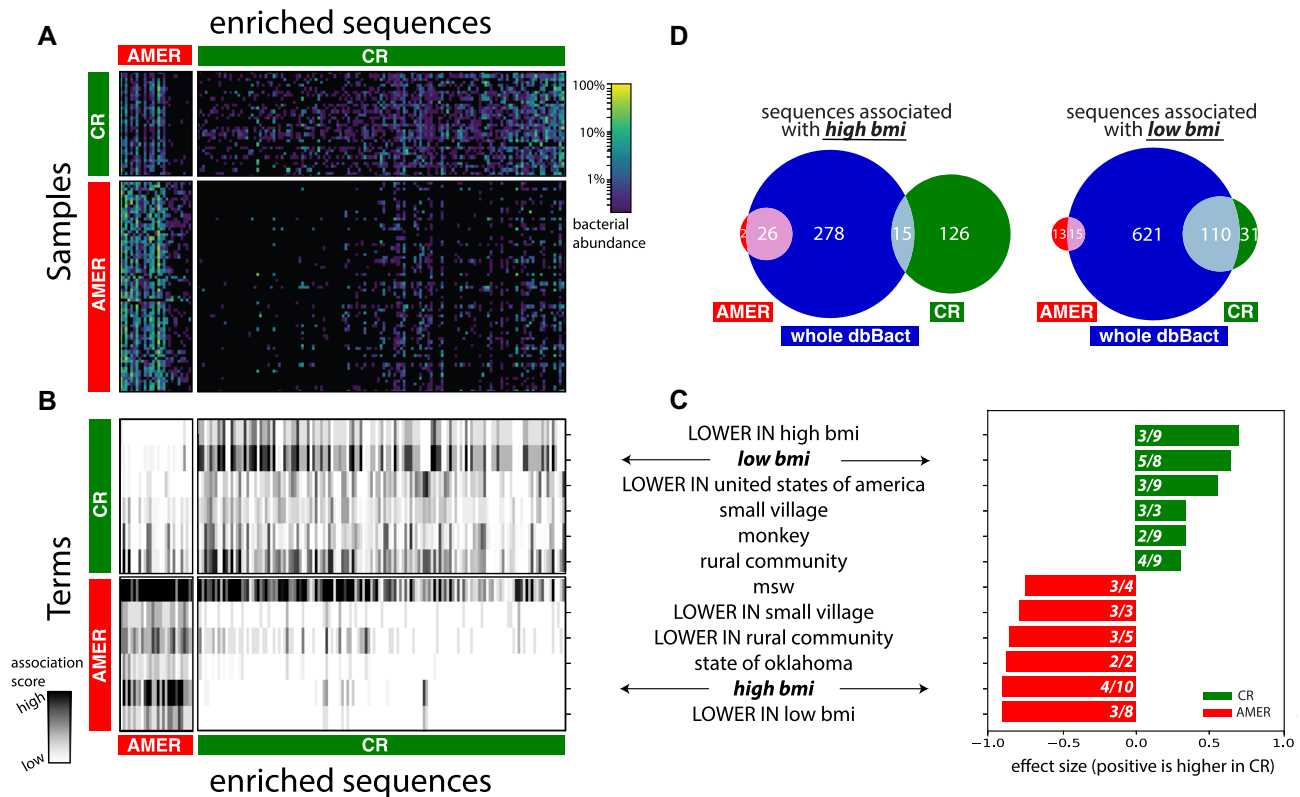 A
enriched sequences
AMER
CR
Samples
CR
AMER
100%
10%
1%
bacterial
abundance
B
Terms
CR
AMER
association
score
high
low
AMER
CR
enriched sequences
D
sequences associated
with high bmi
2
26
278
15
126
AMER
CR
whole dbBact
sequences associated
with low bmi
13
15
621
110
31
AMER
CR
whole dbBact
C
LOWER IN high bmi
low bmi
LOWER IN united states of america
small village
monkey
rural community
msw
LOWER IN small village
LOWER IN rural community
state of oklahoma
high bmi
LOWER IN low bmi
3/9
5/8
3/9
3/3
2/9
4/9
3/4
3/3
3/5
2/2
4/10
3/8
CR
AMER
−1.0
−0.5
0.0
0.5
1.0
effect size (positive is higher in CR)